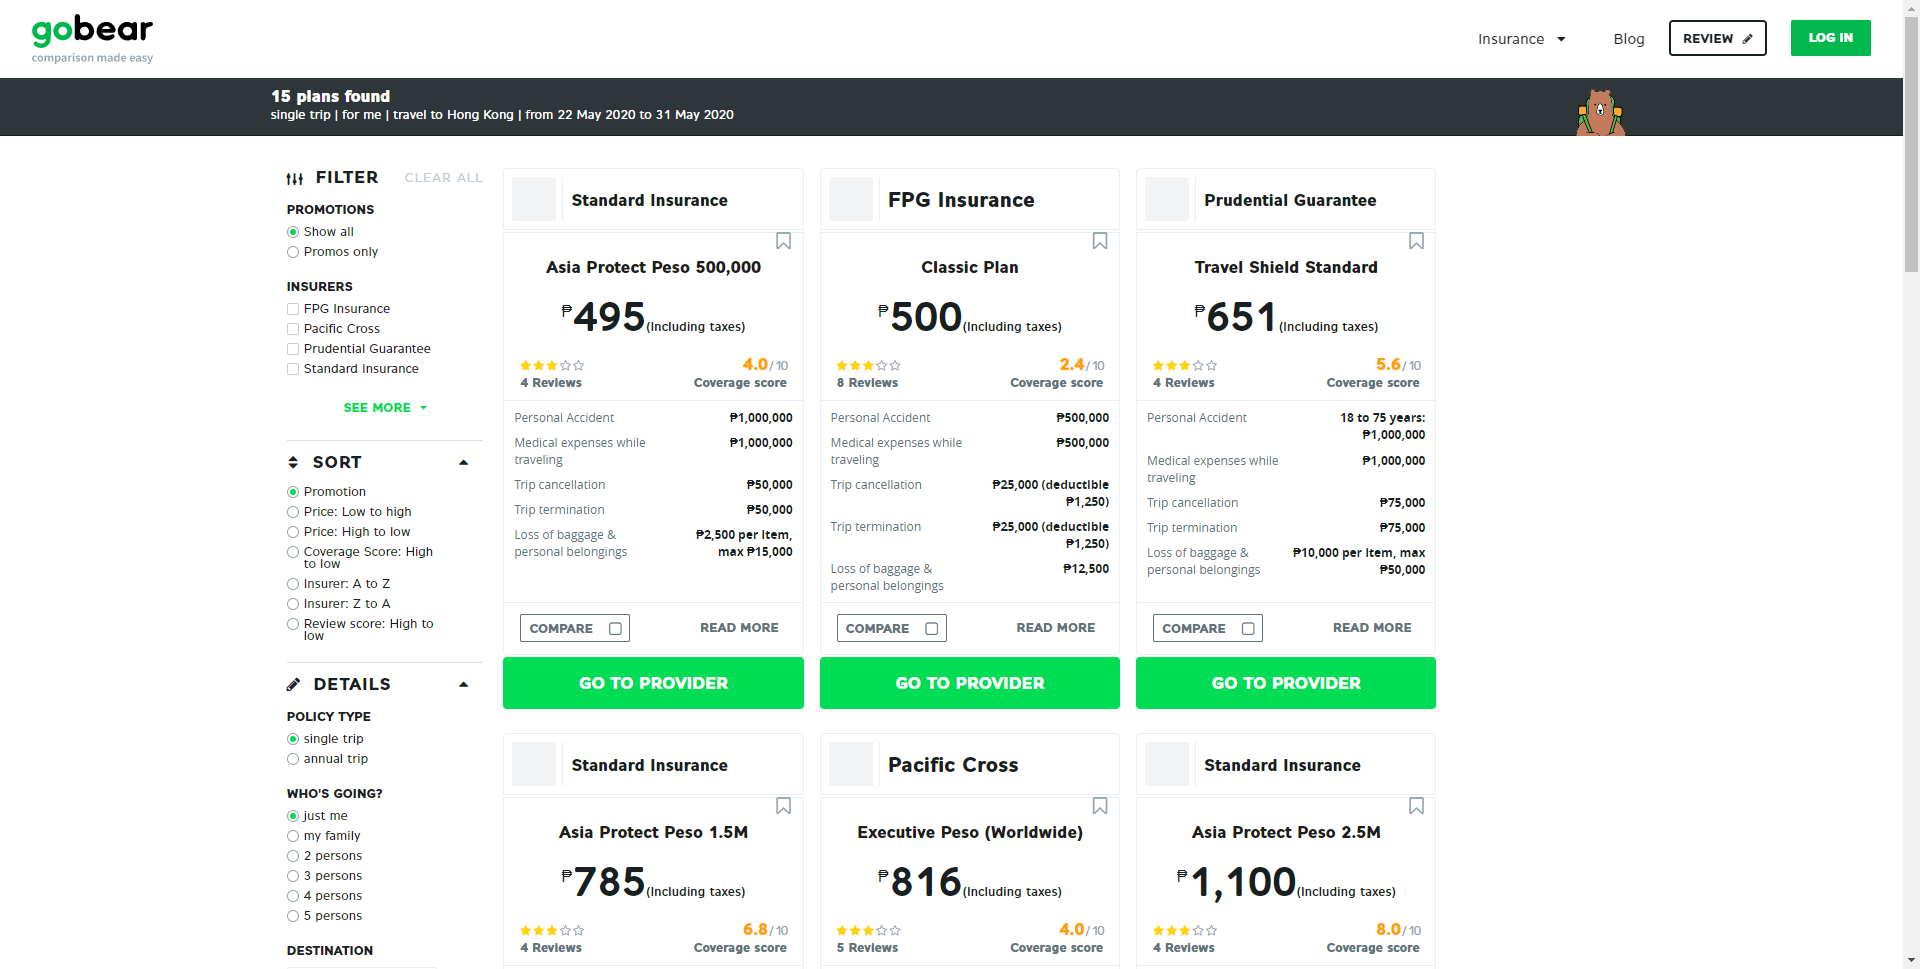 gobear
comparison made easy
Insurance
Blog
REVIEW
LOG IN
15 plans found
single trip | for me | travel to Hong Kong | from 22 May 2020 to 31 May 2020
FILTER
CLEAR ALL
PROMOTIONS
Show all
Promos only
INSURERS
FPG Insurance
Pacific Cross
Prudential Guarantee
Standard Insurance
SEE MORE
SORT
Promotion
Price: Low to high
Price: High to low
Coverage Score: High
to low
Insurer: A to Z
Insurer: Z to A
Review score: High to
low
DETAILS
POLICY TYPE
single trip
annual trip
WHO'S GOING?
just me
my family
2 persons
3 persons
4 persons
5 persons
DESTINATION
Standard Insurance
Asia Protect Peso 500,000
₱495(Including taxes)
4.0/10
4 Reviews
Coverage score
Personal Accident
₱1,000,000
Medical expenses while
traveling
₱1,000,000
Trip cancellation
₱50,000
Trip termination
₱50,000
Loss of baggage &
personal belongings
₱2,500 per item,
max ₱15,000
COMPARE
READ MORE
GO TO PROVIDER
FPG Insurance
Classic Plan
₱500(Including taxes)
2.4/10
8 Reviews
Coverage score
Personal Accident
₱500,000
Medical expenses while
traveling
₱500,000
Trip cancellation
₱25,000 (deductible
₱1,250)
Trip termination
₱25,000 (deductible
₱1,250)
Loss of baggage &
personal belongings
₱12,500
COMPARE
READ MORE
GO TO PROVIDER
Prudential Guarantee
Travel Shield Standard
₱651(Including taxes)
5.6/10
4 Reviews
Coverage score
Personal Accident
18 to 75 years:
₱1,000,000
Medical expenses while
traveling
₱1,000,000
Trip cancellation
₱75,000
Trip termination
₱75,000
Loss of baggage &
personal belongings
₱10,000 per item, max
₱50,000
COMPARE
READ MORE
GO TO PROVIDER
Standard Insurance
Asia Protect Peso 1.5M
₱785(Including taxes)
6.8/10
4 Reviews
Coverage score
Pacific Cross
Executive Peso (Worldwide)
₱816(Including taxes)
4.0/10
5 Reviews
Coverage score
Standard Insurance
Asia Protect Peso 2.5M
₱1,100(Including taxes)
8.0/10
4 Reviews
Coverage score